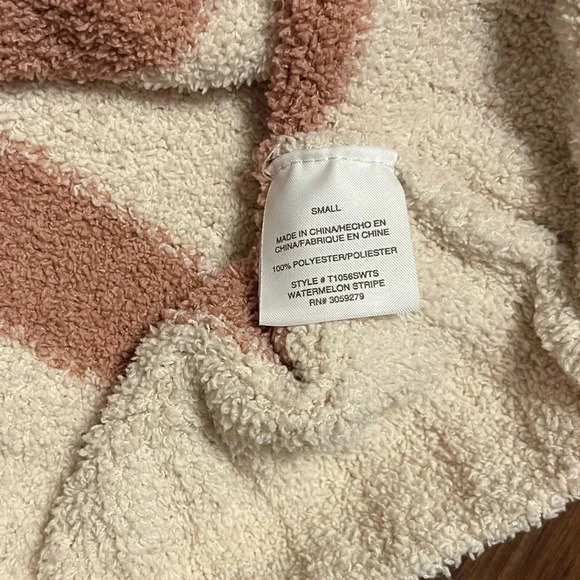 SMALL
MADE IN CHINA/HECHO EN
CHINA/FABRIQUE EN CHINE
100% POLYESTER/POLIESTER
STYLE # T1056SWTS
WATERMELON STRIPE
RN# 3059279